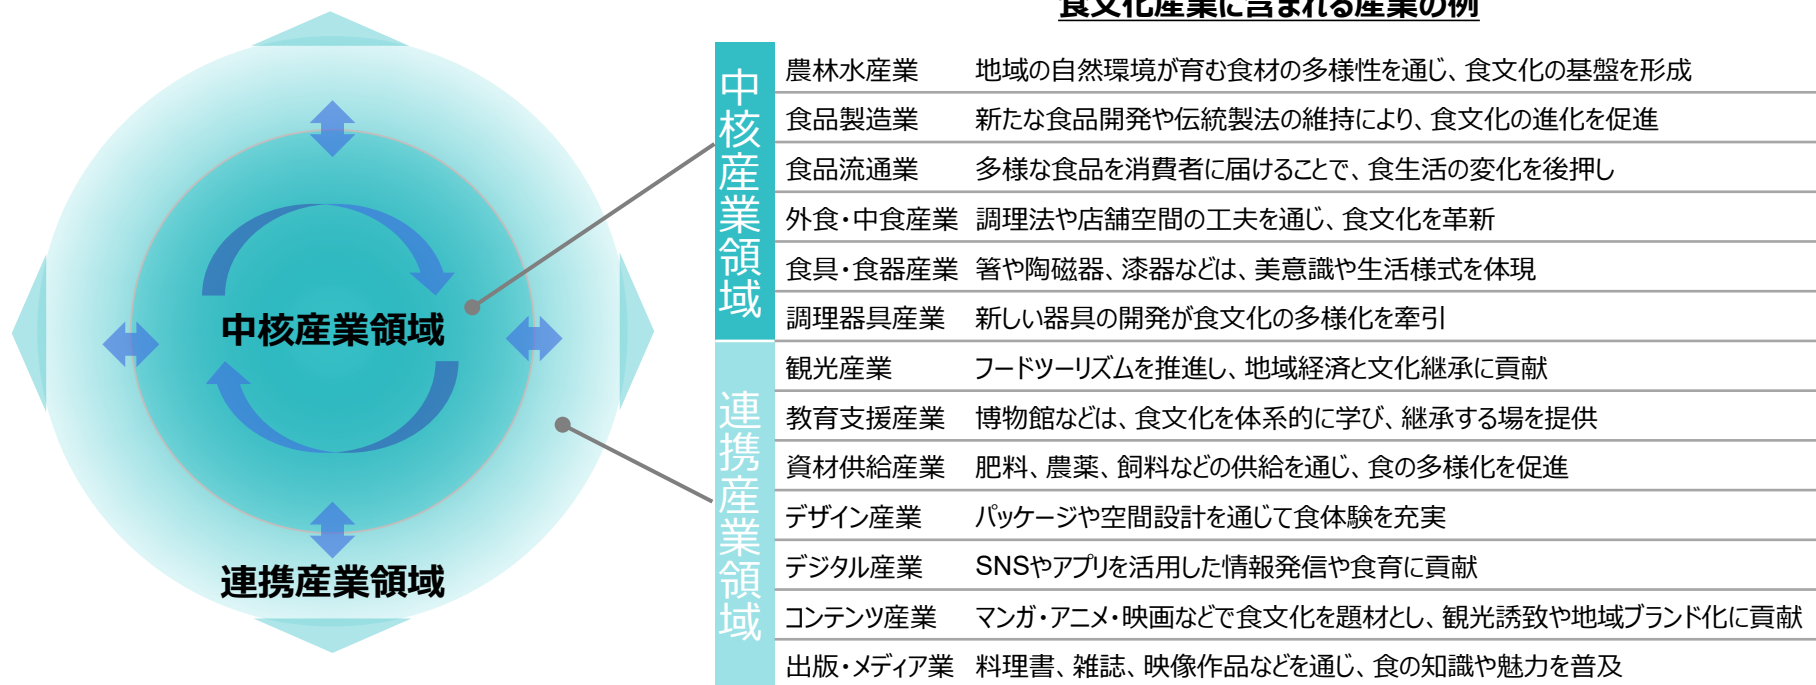 食文化産業に含まれる産業の例
中核産業領域
農林水産業 地域の自然環境が育む食材の多様性を通じ、食文化の基盤を形成
食品製造業 新たな食品開発や伝統製法の維持により、食文化の進化を促進
食品流通業 多様な食品を消費者に届けることで、食生活の変化を後押し
外食・中食産業 調理法や店舗空間の工夫を通じ、食文化を革新
食具・食器産業 箸や陶磁器、漆器などは、美意識や生活様式を体現
調理器具産業 新しい器具の開発が食文化の多様化を牽引
連携産業領域
観光産業 フードツーリズムを推進し、地域経済と文化継承に貢献
教育支援産業 博物館などは、食文化を体系的に学び、継承する場を提供
資材供給産業 肥料、農薬、飼料などの供給を通じ、食の多様化を促進
デザイン産業 パッケージや空間設計を通じて食体験を充実
デジタル産業 SNSやアプリを活用した情報発信や食育に貢献
コンテンツ産業 マンガ・アニメ・映画などで食文化を題材とし、観光誘致や地域ブランド化に貢献
出版・メディア業 料理書、雑誌、映像作品などを通じ、食の知識や魅力を普及
中核産業領域
連携産業領域